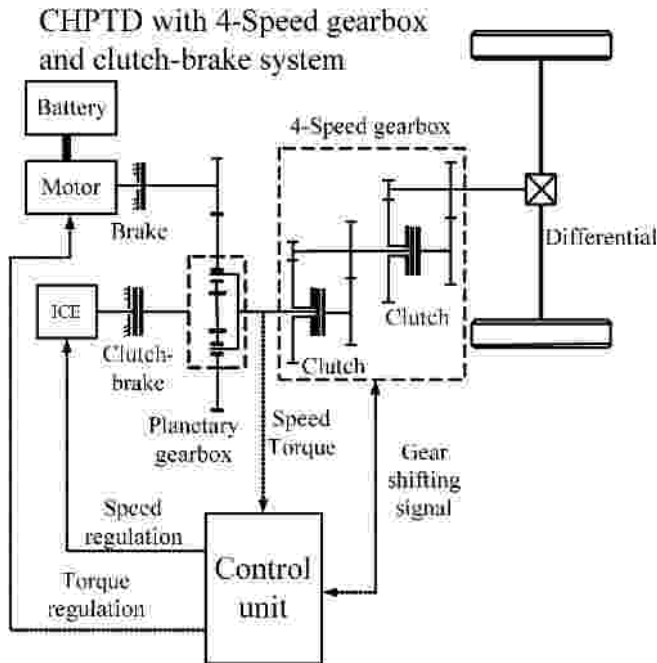 CHPTD with 4-Speed gearbox
and clutch-brake system
Battery
4-Speed gearbox
Motor
Brake
Differential
ICE
Clutch
Clutch-
brake
Clutch
Planetary
gearbox
Speed
Torque
Gear
shifting
signal
Speed
regulation
Control
unit
Torque
regulation